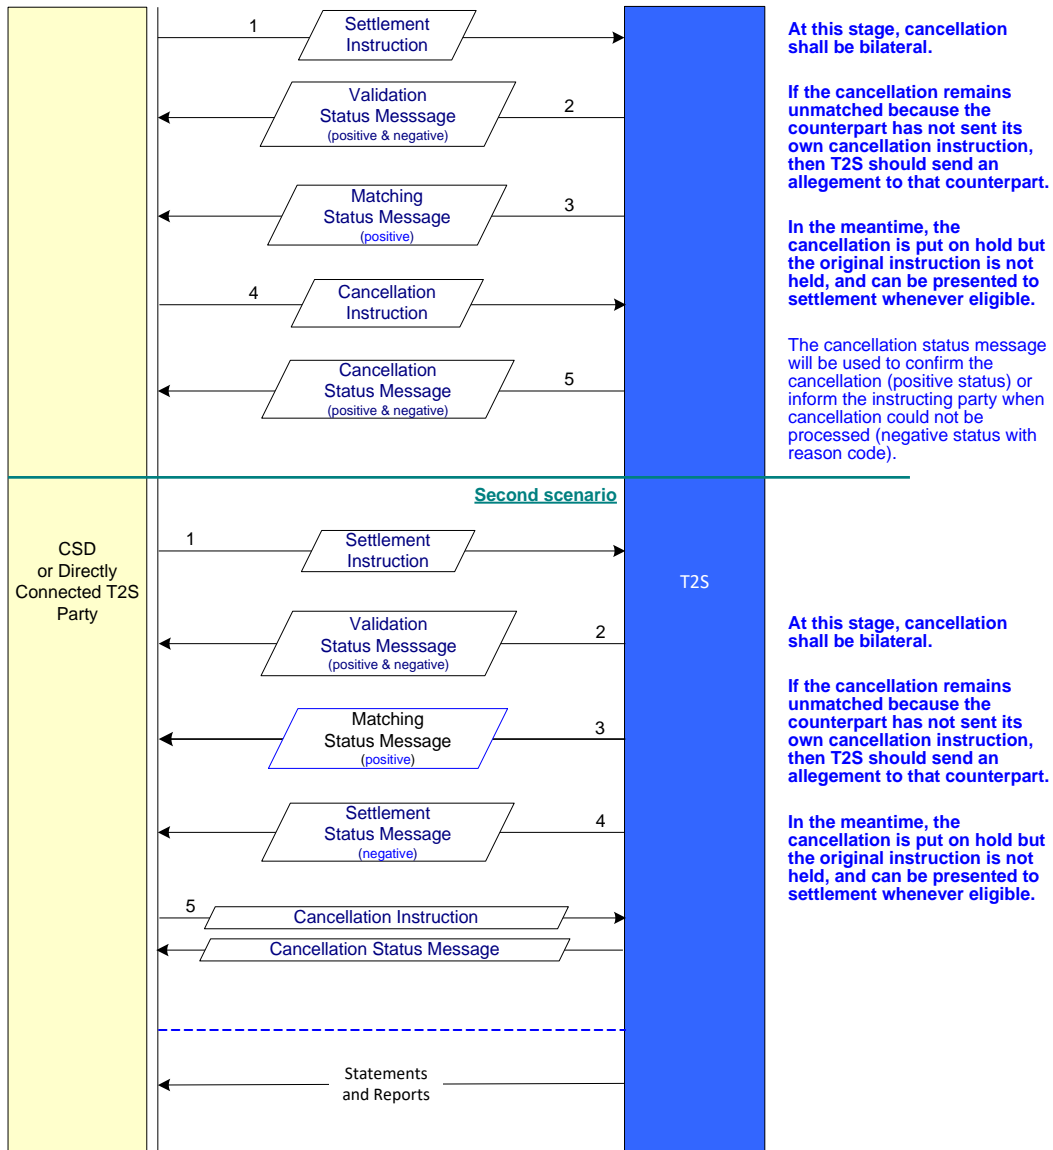 1
Settlement
Instruction
Validation
Status Messsage
(positive & negative)
2
Matching
Status Message
(positive)
3
4
Cancellation
Instruction
Cancellation
Status Message
(positive & negative)
5
At this stage, cancellation
shall be bilateral.
If the cancellation remains
unmatched because the
counterpart has not sent its
own cancellation instruction,
then T2S should send an
allegement to that counterpart.
In the meantime, the
cancellation is put on hold but
the original instruction is not
held, and can be presented to
settlement whenever eligible.
The cancellation status message
will be used to confirm the
cancellation (positive status) or
inform the instructing party when
cancellation could not be
processed (negative status with
reason code).
Second scenario
CSD
or Directly
Connected T2S
Party
1
Settlement
Instruction
T2S
Validation
Status Messsage
(positive & negative)
2
Matching
Status Message
(positive)
3
Settlement
Status Message
(negative)
4
5
Cancellation Instruction
Cancellation Status Message
Statements
and Reports
At this stage, cancellation
shall be bilateral.
If the cancellation remains
unmatched because the
counterpart has not sent its
own cancellation instruction,
then T2S should send an
allegement to that counterpart.
In the meantime, the
cancellation is put on hold but
the original instruction is not
held, and can be presented to
settlement whenever eligible.